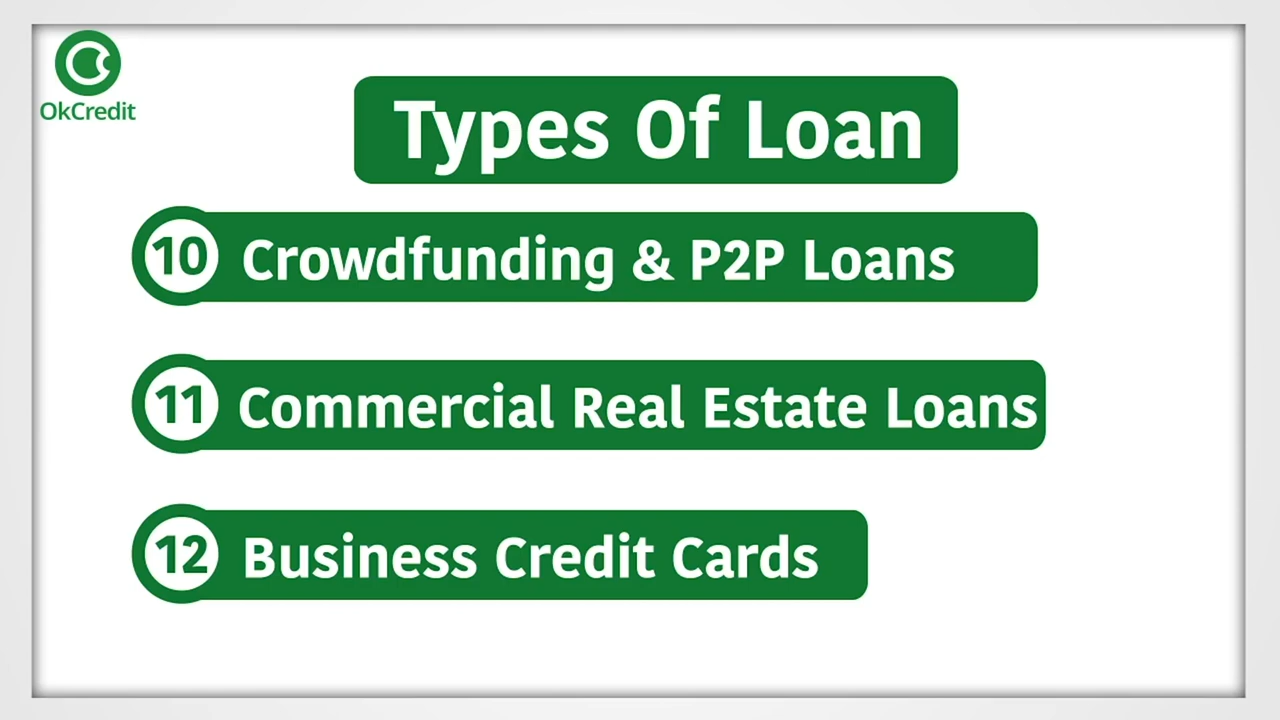 OkCredit
Types Of Loan
10 Crowdfunding & P2P Loans
11 Commercial Real Estate Loans
12 Business Credit Cards